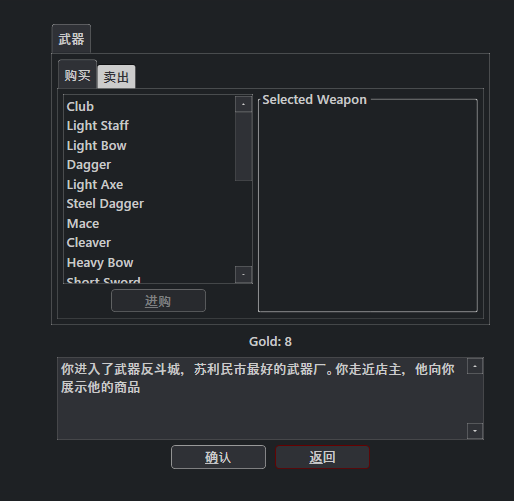 武器
购买
卖出
Club
Light Staff
Light Bow
Dagger
Light Axe
Steel Dagger
Mace
Cleaver
Heavy Bow
Short Sword
进购
Selected Weapon
Gold: 8
你进入了武器反斗城，苏利民市最好的武器厂。你走近店主，他向你
展示他的商品
确认
返回